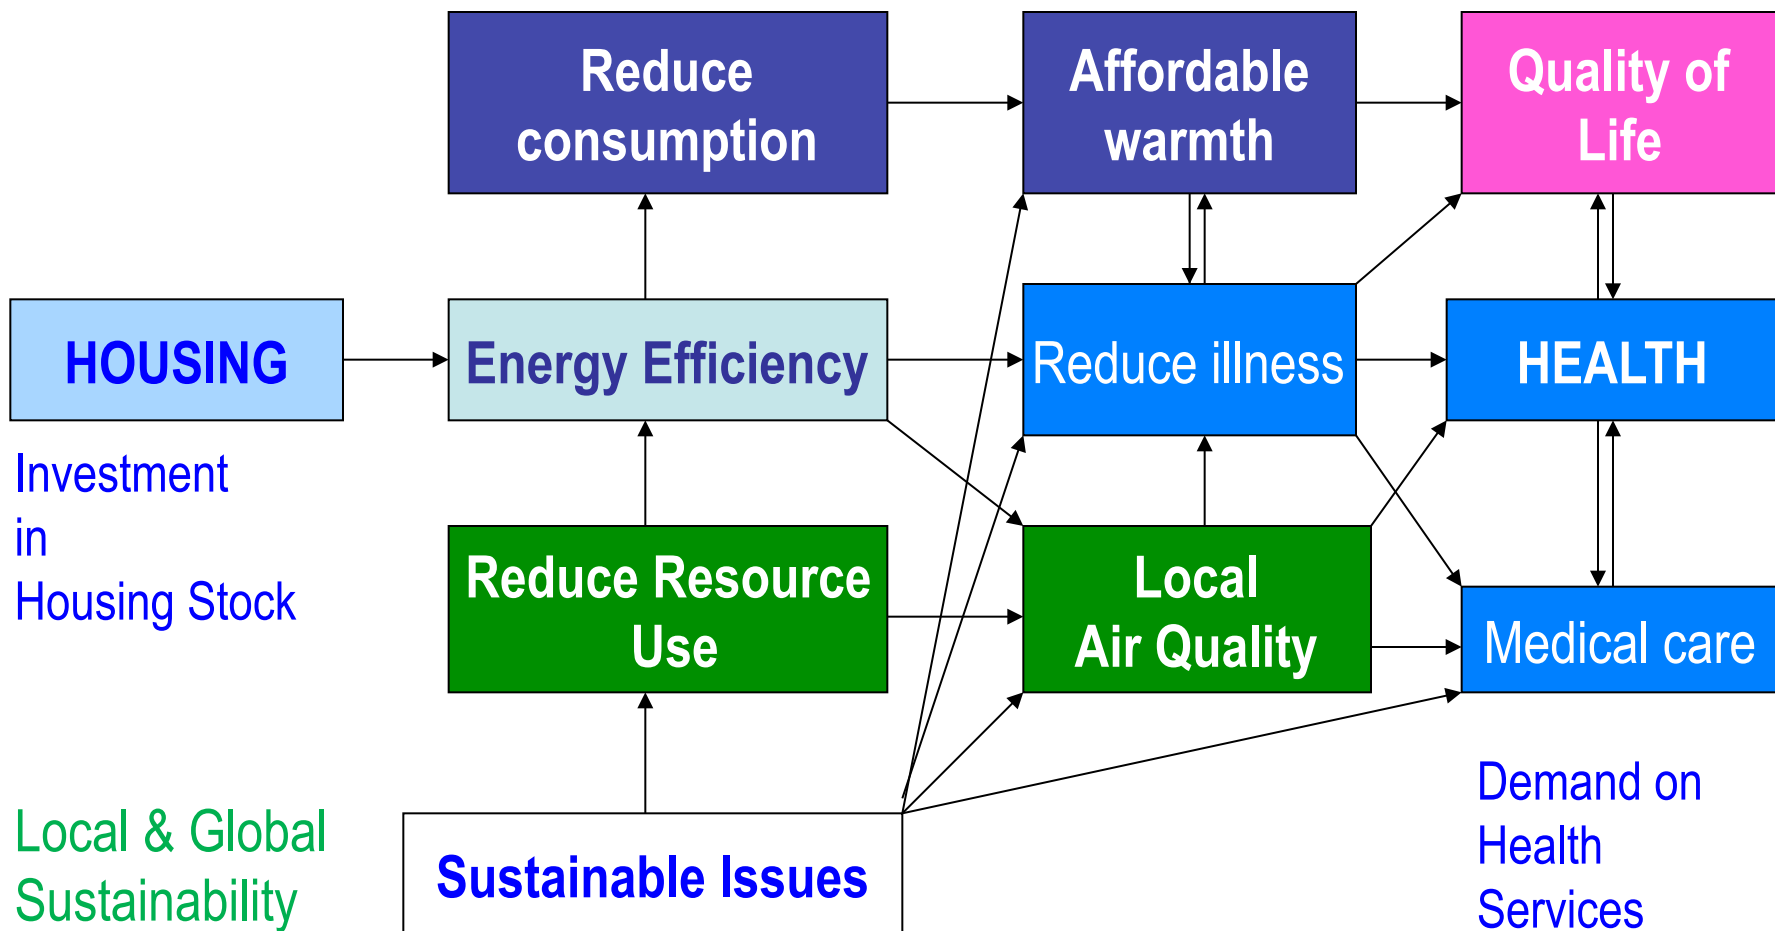 Reduce
consumption
Affordable
warmth
Quality of
Life
HOUSING
Energy Efficiency
Reduce illness
HEALTH
Investment
in
Housing Stock
Reduce Resource
Use
Local
Air Quality
Medical care
Local & Global
Sustainability
Sustainable Issues
Demand on
Health
Services